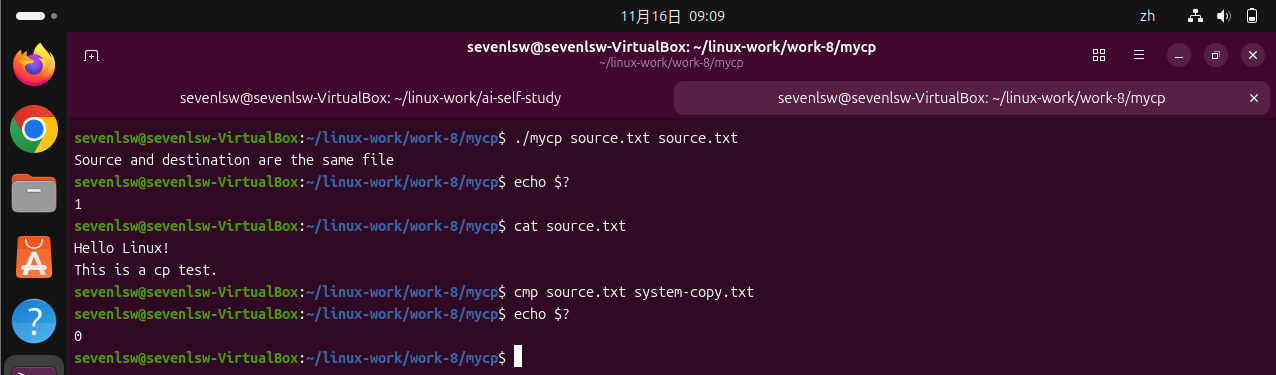 11月16日 09:09
zh
sevenlsw@sevenlsw-VirtualBox: ~/linux-work/work-8/mycp
~/linux-work/work-8/mycp
sevenlsw@sevenlsw-VirtualBox: ~/linux-work/ai-self-study
sevenlsw@sevenlsw-VirtualBox: ~/linux-work/work-8/mycp
sevenlsw@sevenlsw-VirtualBox:~/linux-work/work-8/mycp$ ./mycp source.txt source.txt
Source and destination are the same file
sevenlsw@sevenlsw-VirtualBox:~/linux-work/work-8/mycp$ echo $?
1
sevenlsw@sevenlsw-VirtualBox:~/linux-work/work-8/mycp$ cat source.txt
Hello Linux!
This is a cp test.
sevenlsw@sevenlsw-VirtualBox:~/linux-work/work-8/mycp$ cmp source.txt system-copy.txt
sevenlsw@sevenlsw-VirtualBox:~/linux-work/work-8/mycp$ echo $?
0
sevenlsw@sevenlsw-VirtualBox:~/linux-work/work-8/mycp$